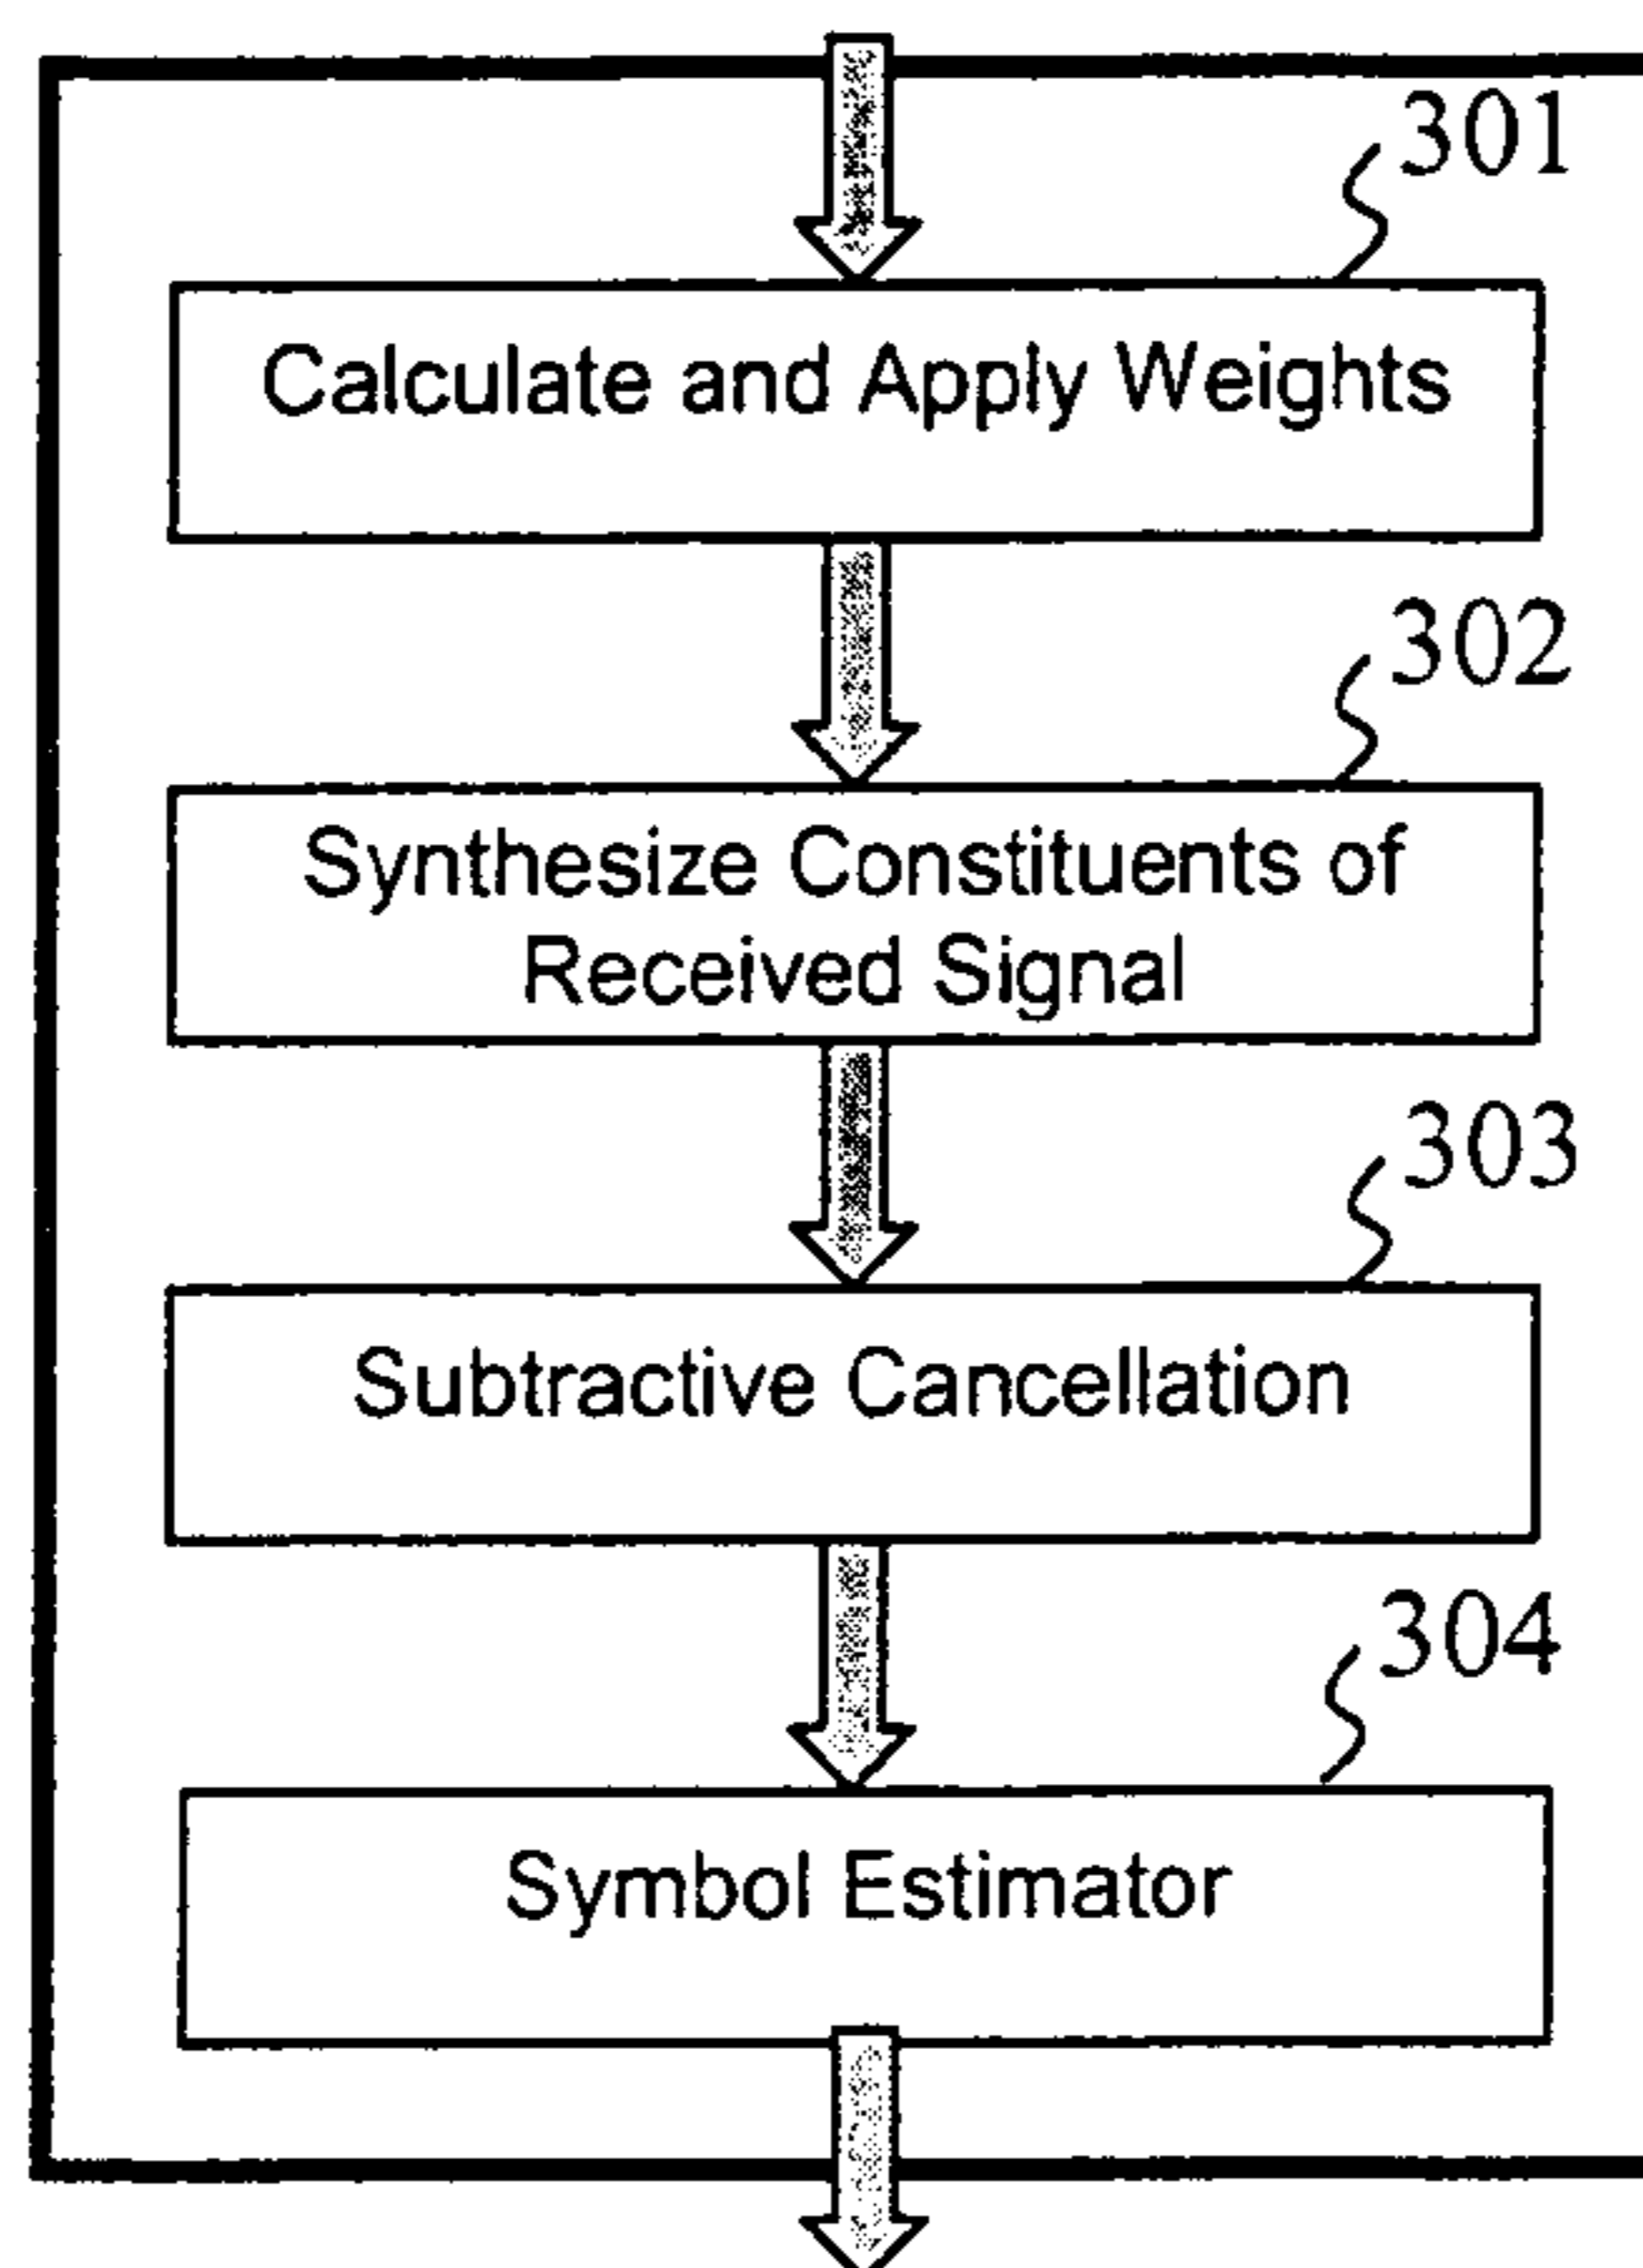 301
Calculate and Apply Weights
302
Synthesize Constituents of
Received Signal
303
Subtractive Cancellation
304
Symbol Estimator